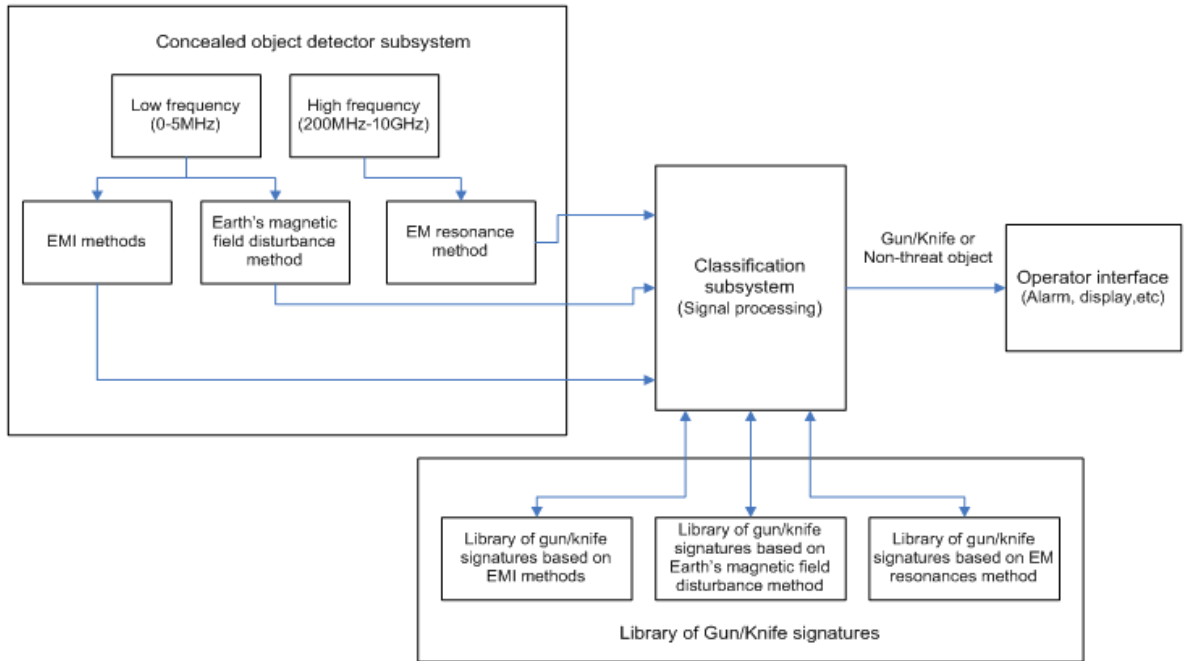 Concealed object detector subsystem
Low frequency
(0-5MHz)
High frequency
(200MHz-10GHz)
EMI methods
Earth's magnetic
field disturbance
method
EM resonance
method
Classification
subsystem
(Signal processing)
Gun/Knife or
Non-threat object
Operator interface
(Alarm, display,etc)
Library of gun/knife
signatures based on
EMI methods
Library of gun/knife
signatures based on
Earth's magnetic field
disturbance method
Library of gun/knife
signatures based on EM
resonances method
Library of Gun/Knife signatures